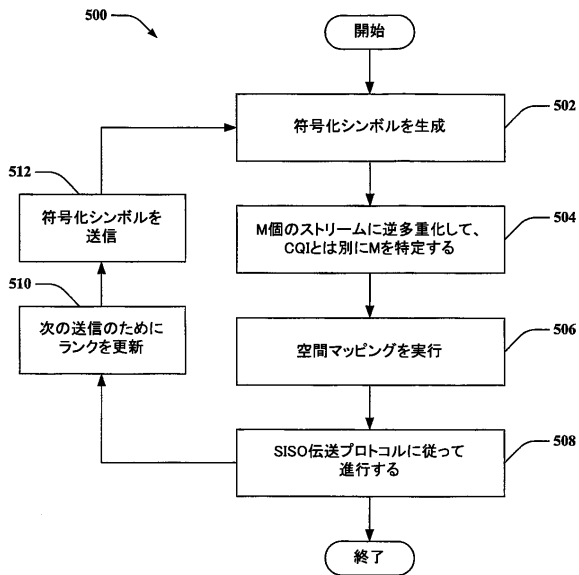 500
開始
符号化シンボルを生成
502
512
符号化シンボルを
送信
M個のストリームに逆多重化して、
CQIとは別にMを特定する
504
510
次の送信のために
ランクを更新
空間マッピングを実行
506
SISO伝送プロトコルに従って
進行する
508
終了